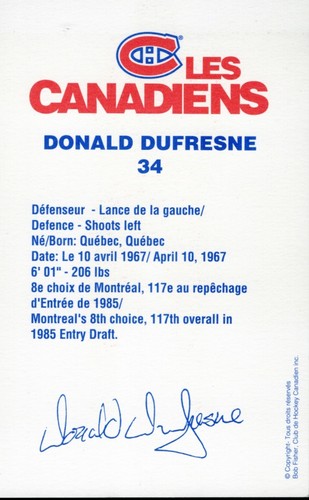 LES
CANADIENS
DONALD DUFRESNE
34
Défenseur - Lance de la gauche/
Defence - Shoots left
Né/Born: Québec, Québec
Date: Le 10 avril 1967/ April 10, 1967
6' 01" - 206 lbs
8e choix de Montréal, 117e au repêchage
d'Entrée de 1985/
Montreal's 8th choice, 117th overall in
1985 Entry Draft.
Donald Dufresne
© Copyright- Tous droits réservés
Bob Fisher, Club de Hockey Canadien inc.